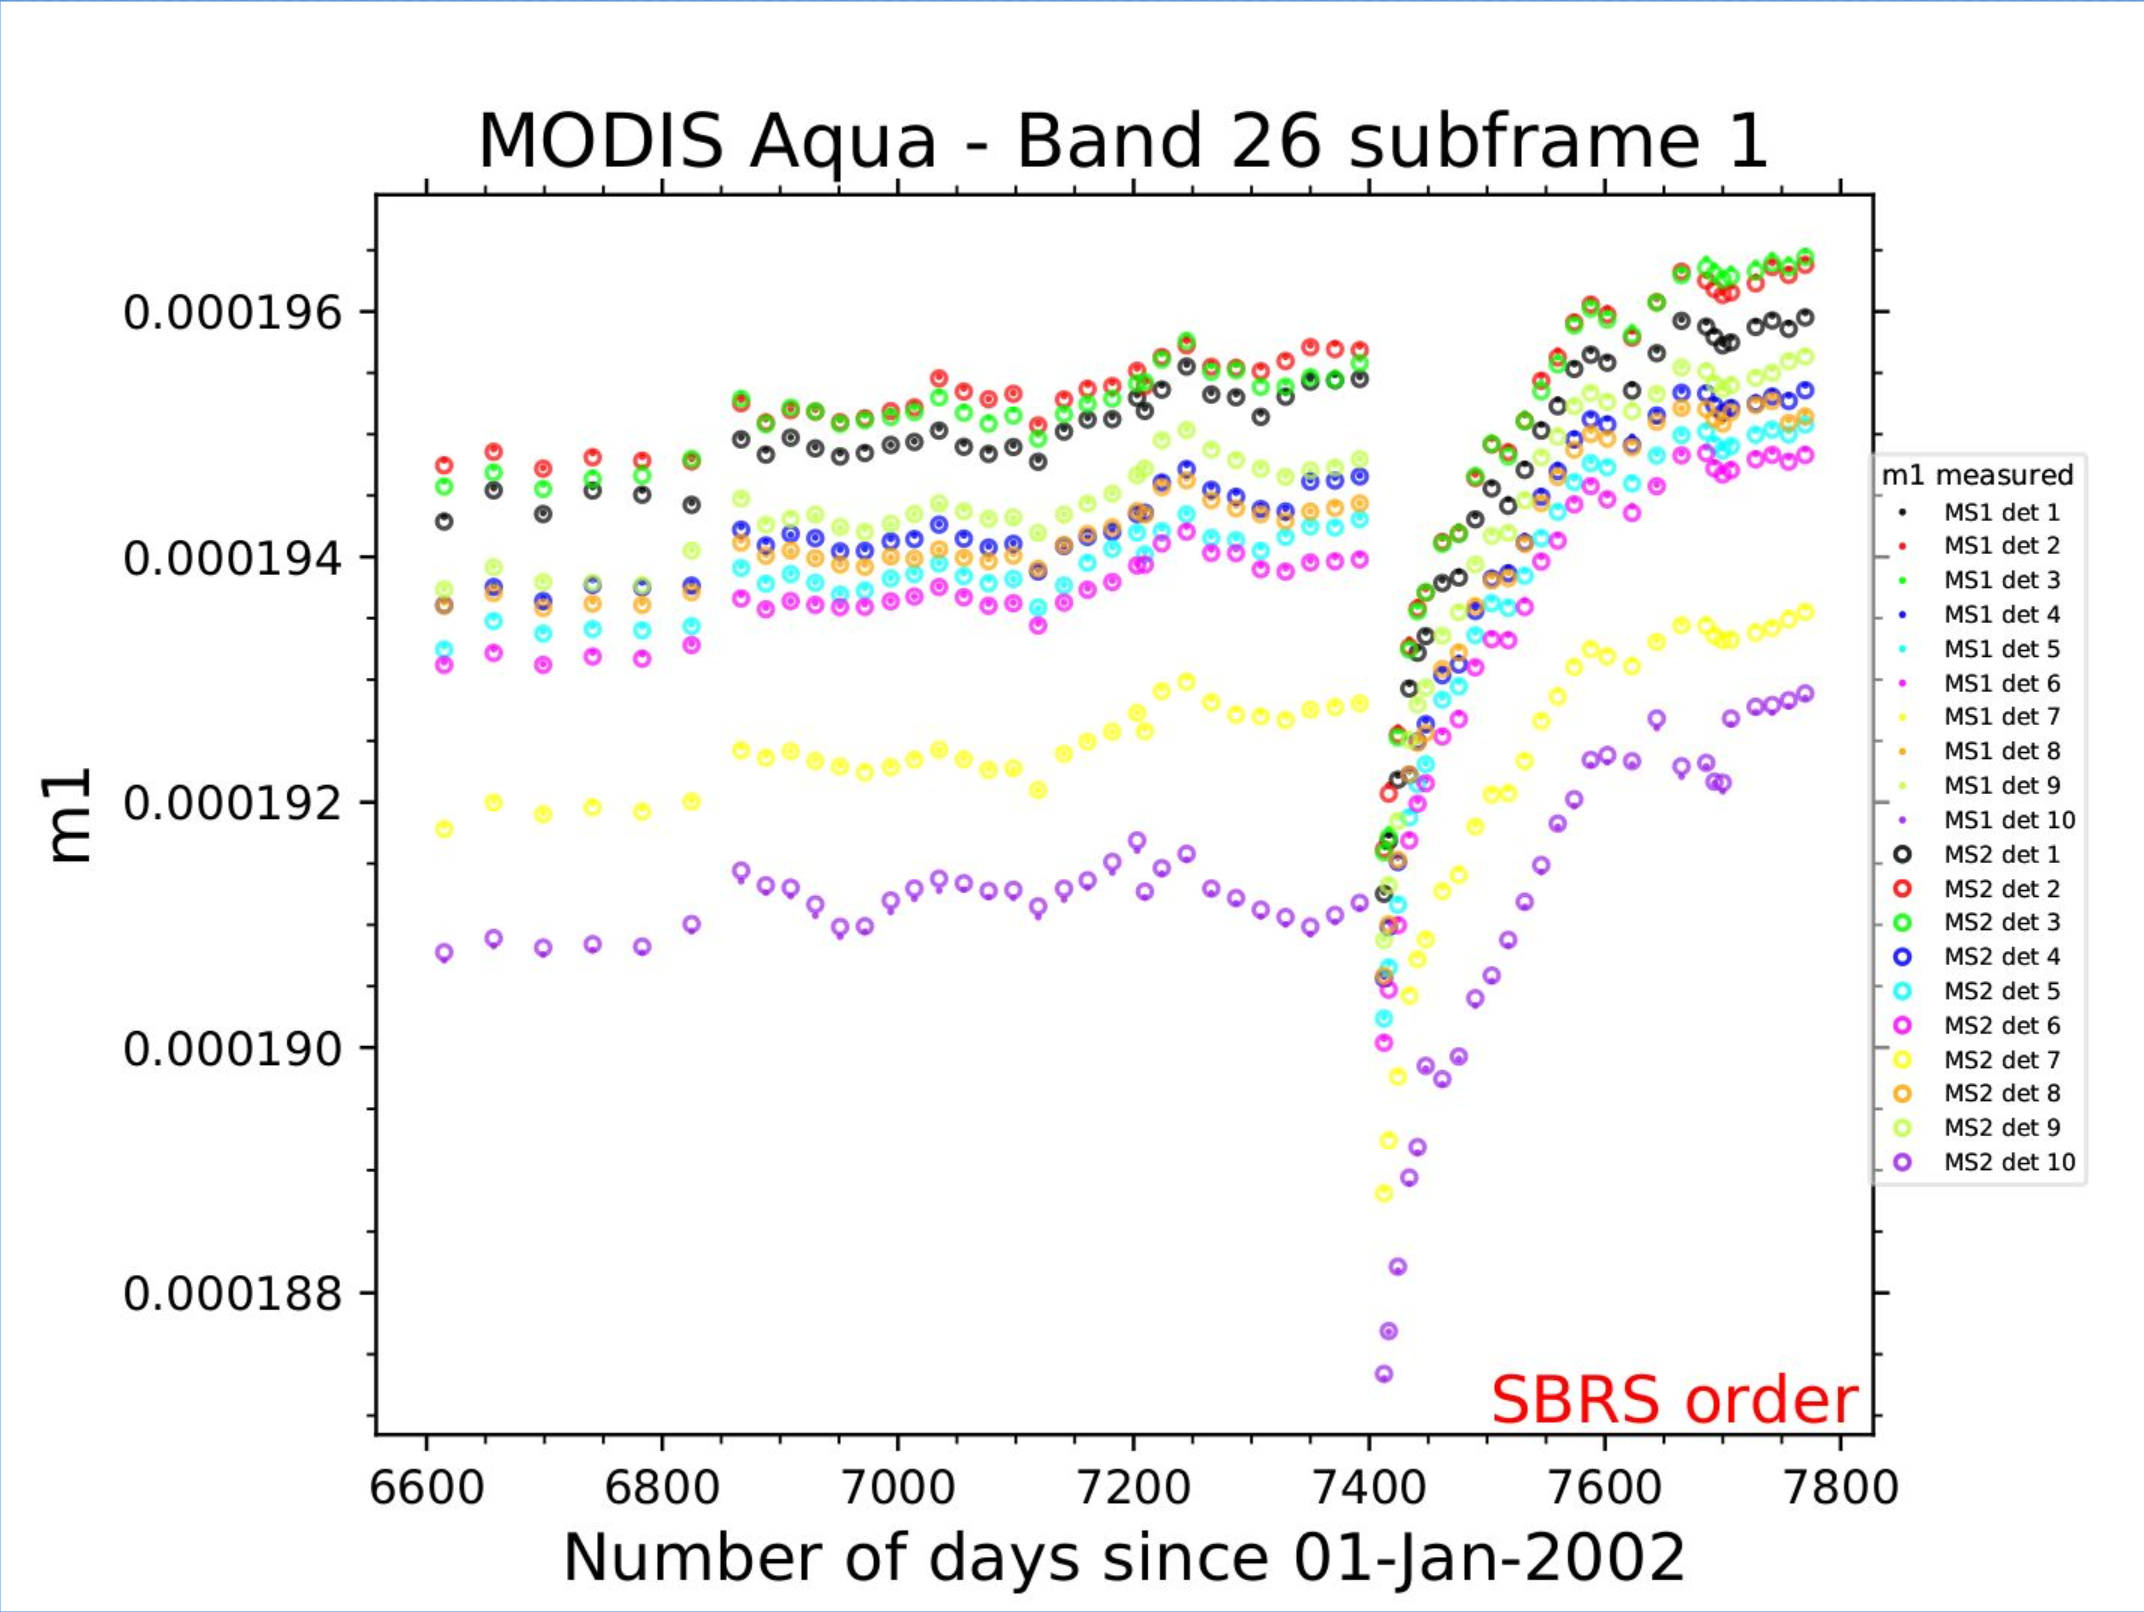 MODIS Aqua - Band 26 subframe 1
0.000196
0.000194
0.000192
0.000190
0.000188
m1
m1 measured
MS1 det 1
MS1 det 2
MS1 det 3
MS1 det 4
MS1 det 5
MS1 det 6
MS1 det 7
MS1 det 8
MS1 det 9
MS1 det 10
MS2 det 1
MS2 det 2
MS2 det 3
MS2 det 4
MS2 det 5
MS2 det 6
MS2 det 7
MS2 det 8
MS2 det 9
MS2 det 10
SBRS order
6600 6800 7000 7200 7400 7600 7800
Number of days since 01-Jan-2002